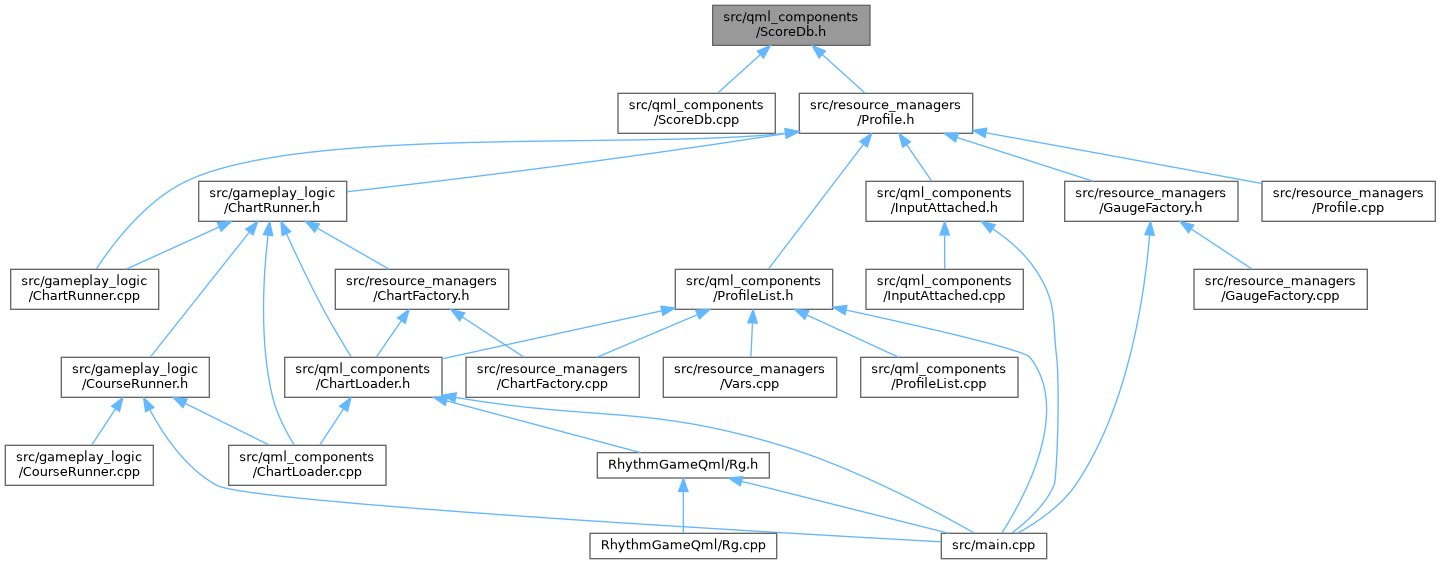 src/qml_components
/ScoreDb.h
src/qml_components
/ScoreDb.cpp
src/resource_managers
/Profile.h
src/gameplay_logic
/ChartRunner.h
src/qml_components
/InputAttached.h
src/resource_managers
/GaugeFactory.h
src/resource_managers
/Profile.cpp
src/gameplay_logic
/ChartRunner.cpp
src/resource_managers
/ChartFactory.h
src/qml_components
/ProfileList.h
src/qml_components
/InputAttached.cpp
src/resource_managers
/GaugeFactory.cpp
src/gameplay_logic
/CourseRunner.h
src/qml_components
/ChartLoader.h
src/resource_managers
/ChartFactory.cpp
src/resource_managers
/Vars.cpp
src/qml_components
/ProfileList.cpp
src/gameplay_logic
/CourseRunner.cpp
src/qml_components
/ChartLoader.cpp
RhythmGameQml/Rg.h
RhythmGameQml/Rg.cpp
src/main.cpp